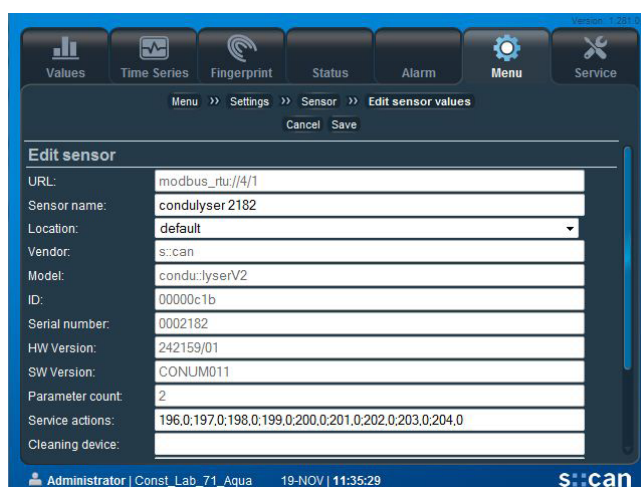 Version: 1.281.0
Values Time Series Fingerprint Status Alarm Menu Service
Menu >> Settings >> Sensor >> Edit sensor values
Cancel Save
Edit sensor
URL: modbus_rtu://4/1
Sensor name: condulyser 2182
Location: default
Vendor: s::can
Model: condu::lyserV2
ID: 00000c1b
Serial number: 0002182
HW Version: 242159/01
SW Version: CONUM011
Parameter count: 2
Service actions: 196,0;197,0;198,0;199,0;200,0;201,0;202,0;203,0;204,0
Cleaning device:
Administrator | Const_Lab_71_Aqua 19-NOV | 11:35:29 s::can